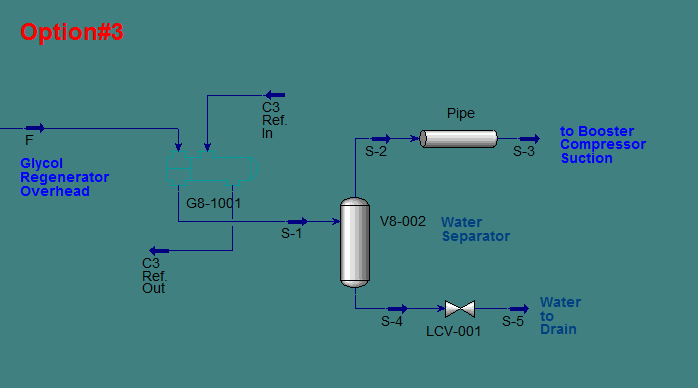 Option#3
C3
Ref.
In
F
Glycol
Regenerator
Overhead
G8-1001
C3
Ref.
Out
S-1
V8-002
Water
Separator
S-2
Pipe
S-3
to Booster
Compressor
Suction
S-4
LCV-001
S-5
Water
to
Drain